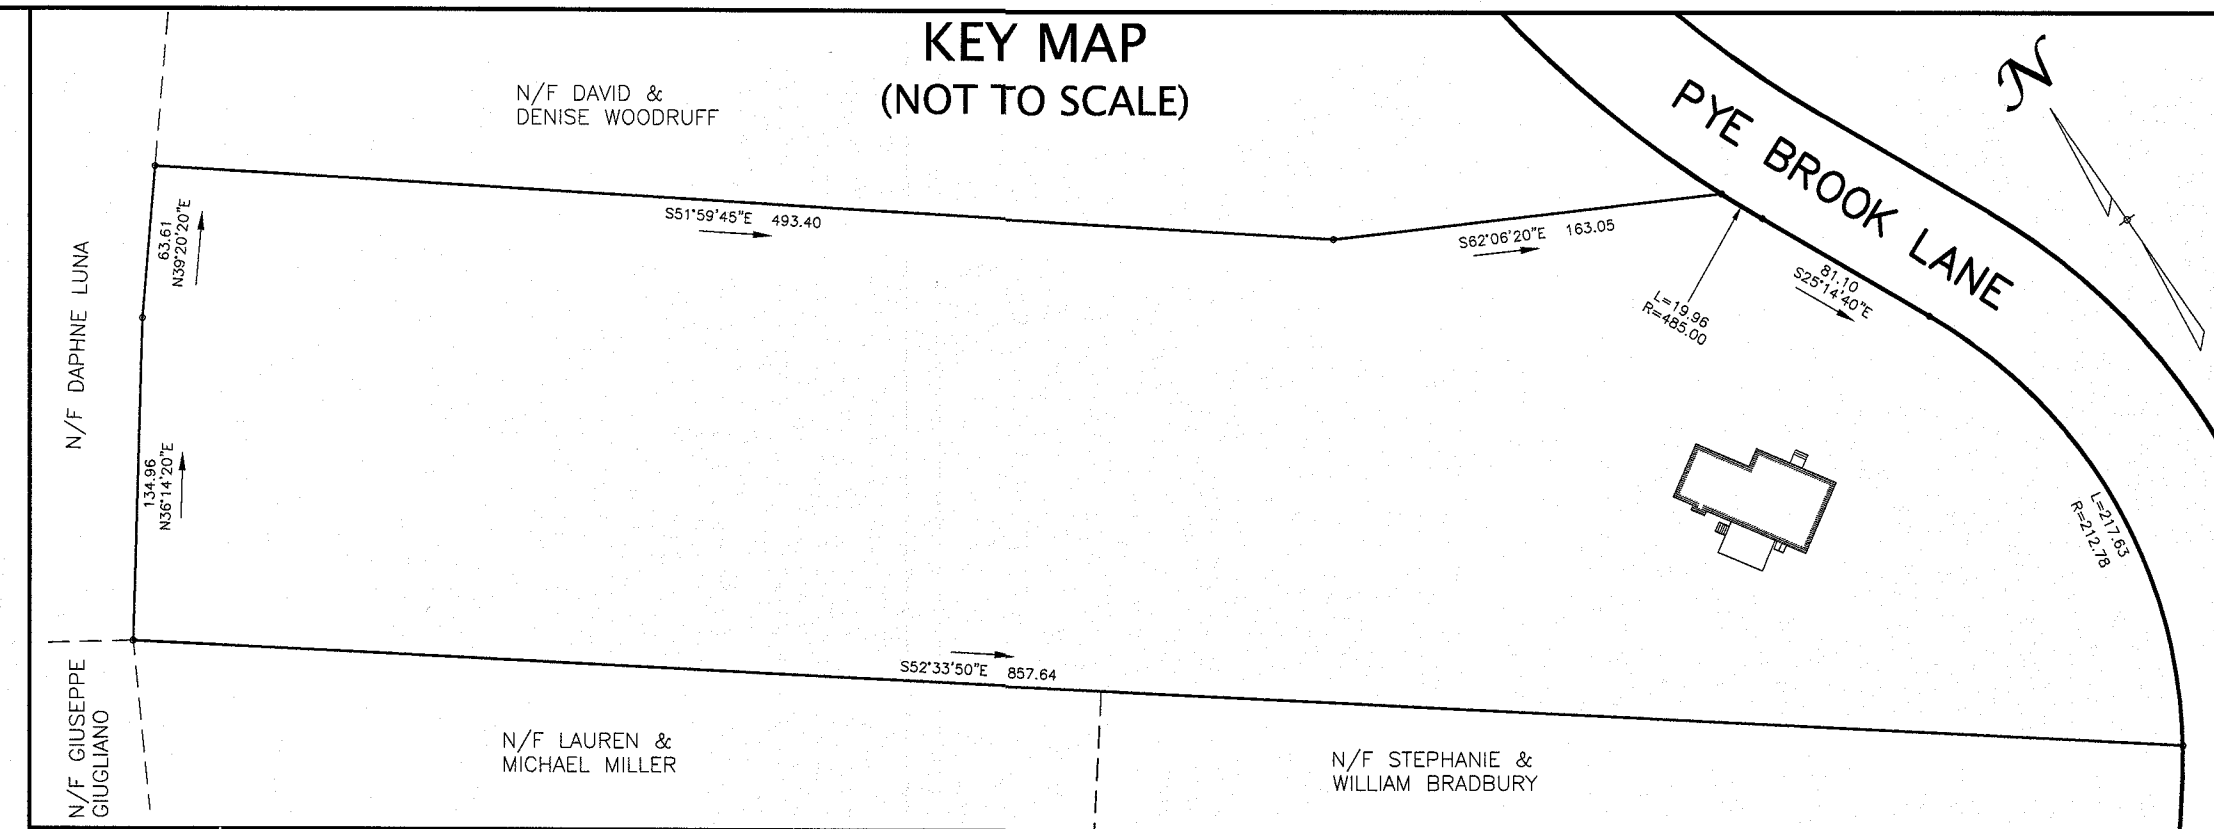 KEY MAP
(NOT TO SCALE)
N
N/F DAVID &
DENISE WOODRUFF
PYE BROOK LANE
N/F DAPHNE LUNA
63.61
N39°20'20"E
S51°59'45"E 493.40
S62°06'20"E 163.05
L=19.96
R=485.00
81.10
S25°14'40"E
134.96
N36°14'20"E
L=217.63
R=212.78
S52°33'50"E 857.64
N/F GIUSEPPE
GIUGLIANO
N/F LAUREN &
MICHAEL MILLER
N/F STEPHANIE &
WILLIAM BRADBURY